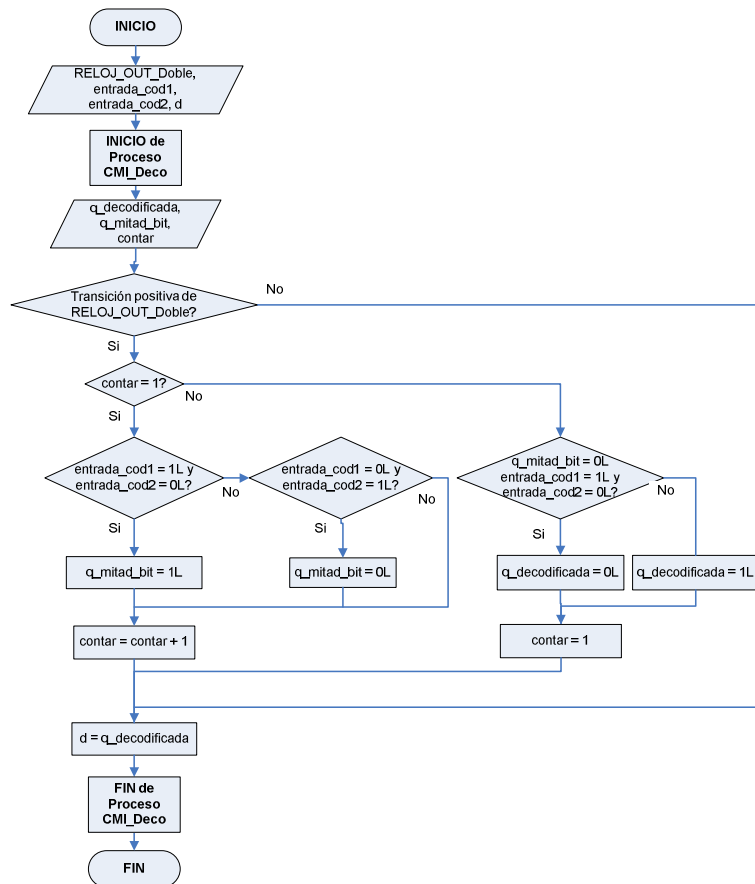 INICIO
RELOJ_OUT_Doble,
entrada_cod1,
entrada_cod2, d
INICIO de
Proceso
CMI_Deco
q_decodificada,
q_mitad_bit,
contar
Transición positiva de
RELOJ_OUT_Doble?
No
Si
contar = 1?
No
Si
entrada_cod1 = 1L y
entrada_cod2 = 0L?
No
Si
entrada_cod1 = 0L y
entrada_cod2 = 1L?
No
Si
q_mitad_bit = 0L
entrada_cod1 = 1L y
entrada_cod2 = 0L?
No
Si
q_mitad_bit = 1L
q_mitad_bit = 0L
q_decodificada = 0L
q_decodificada = 1L
contar = contar + 1
contar = 1
d = q_decodificada
FIN de
Proceso
CMI_Deco
FIN